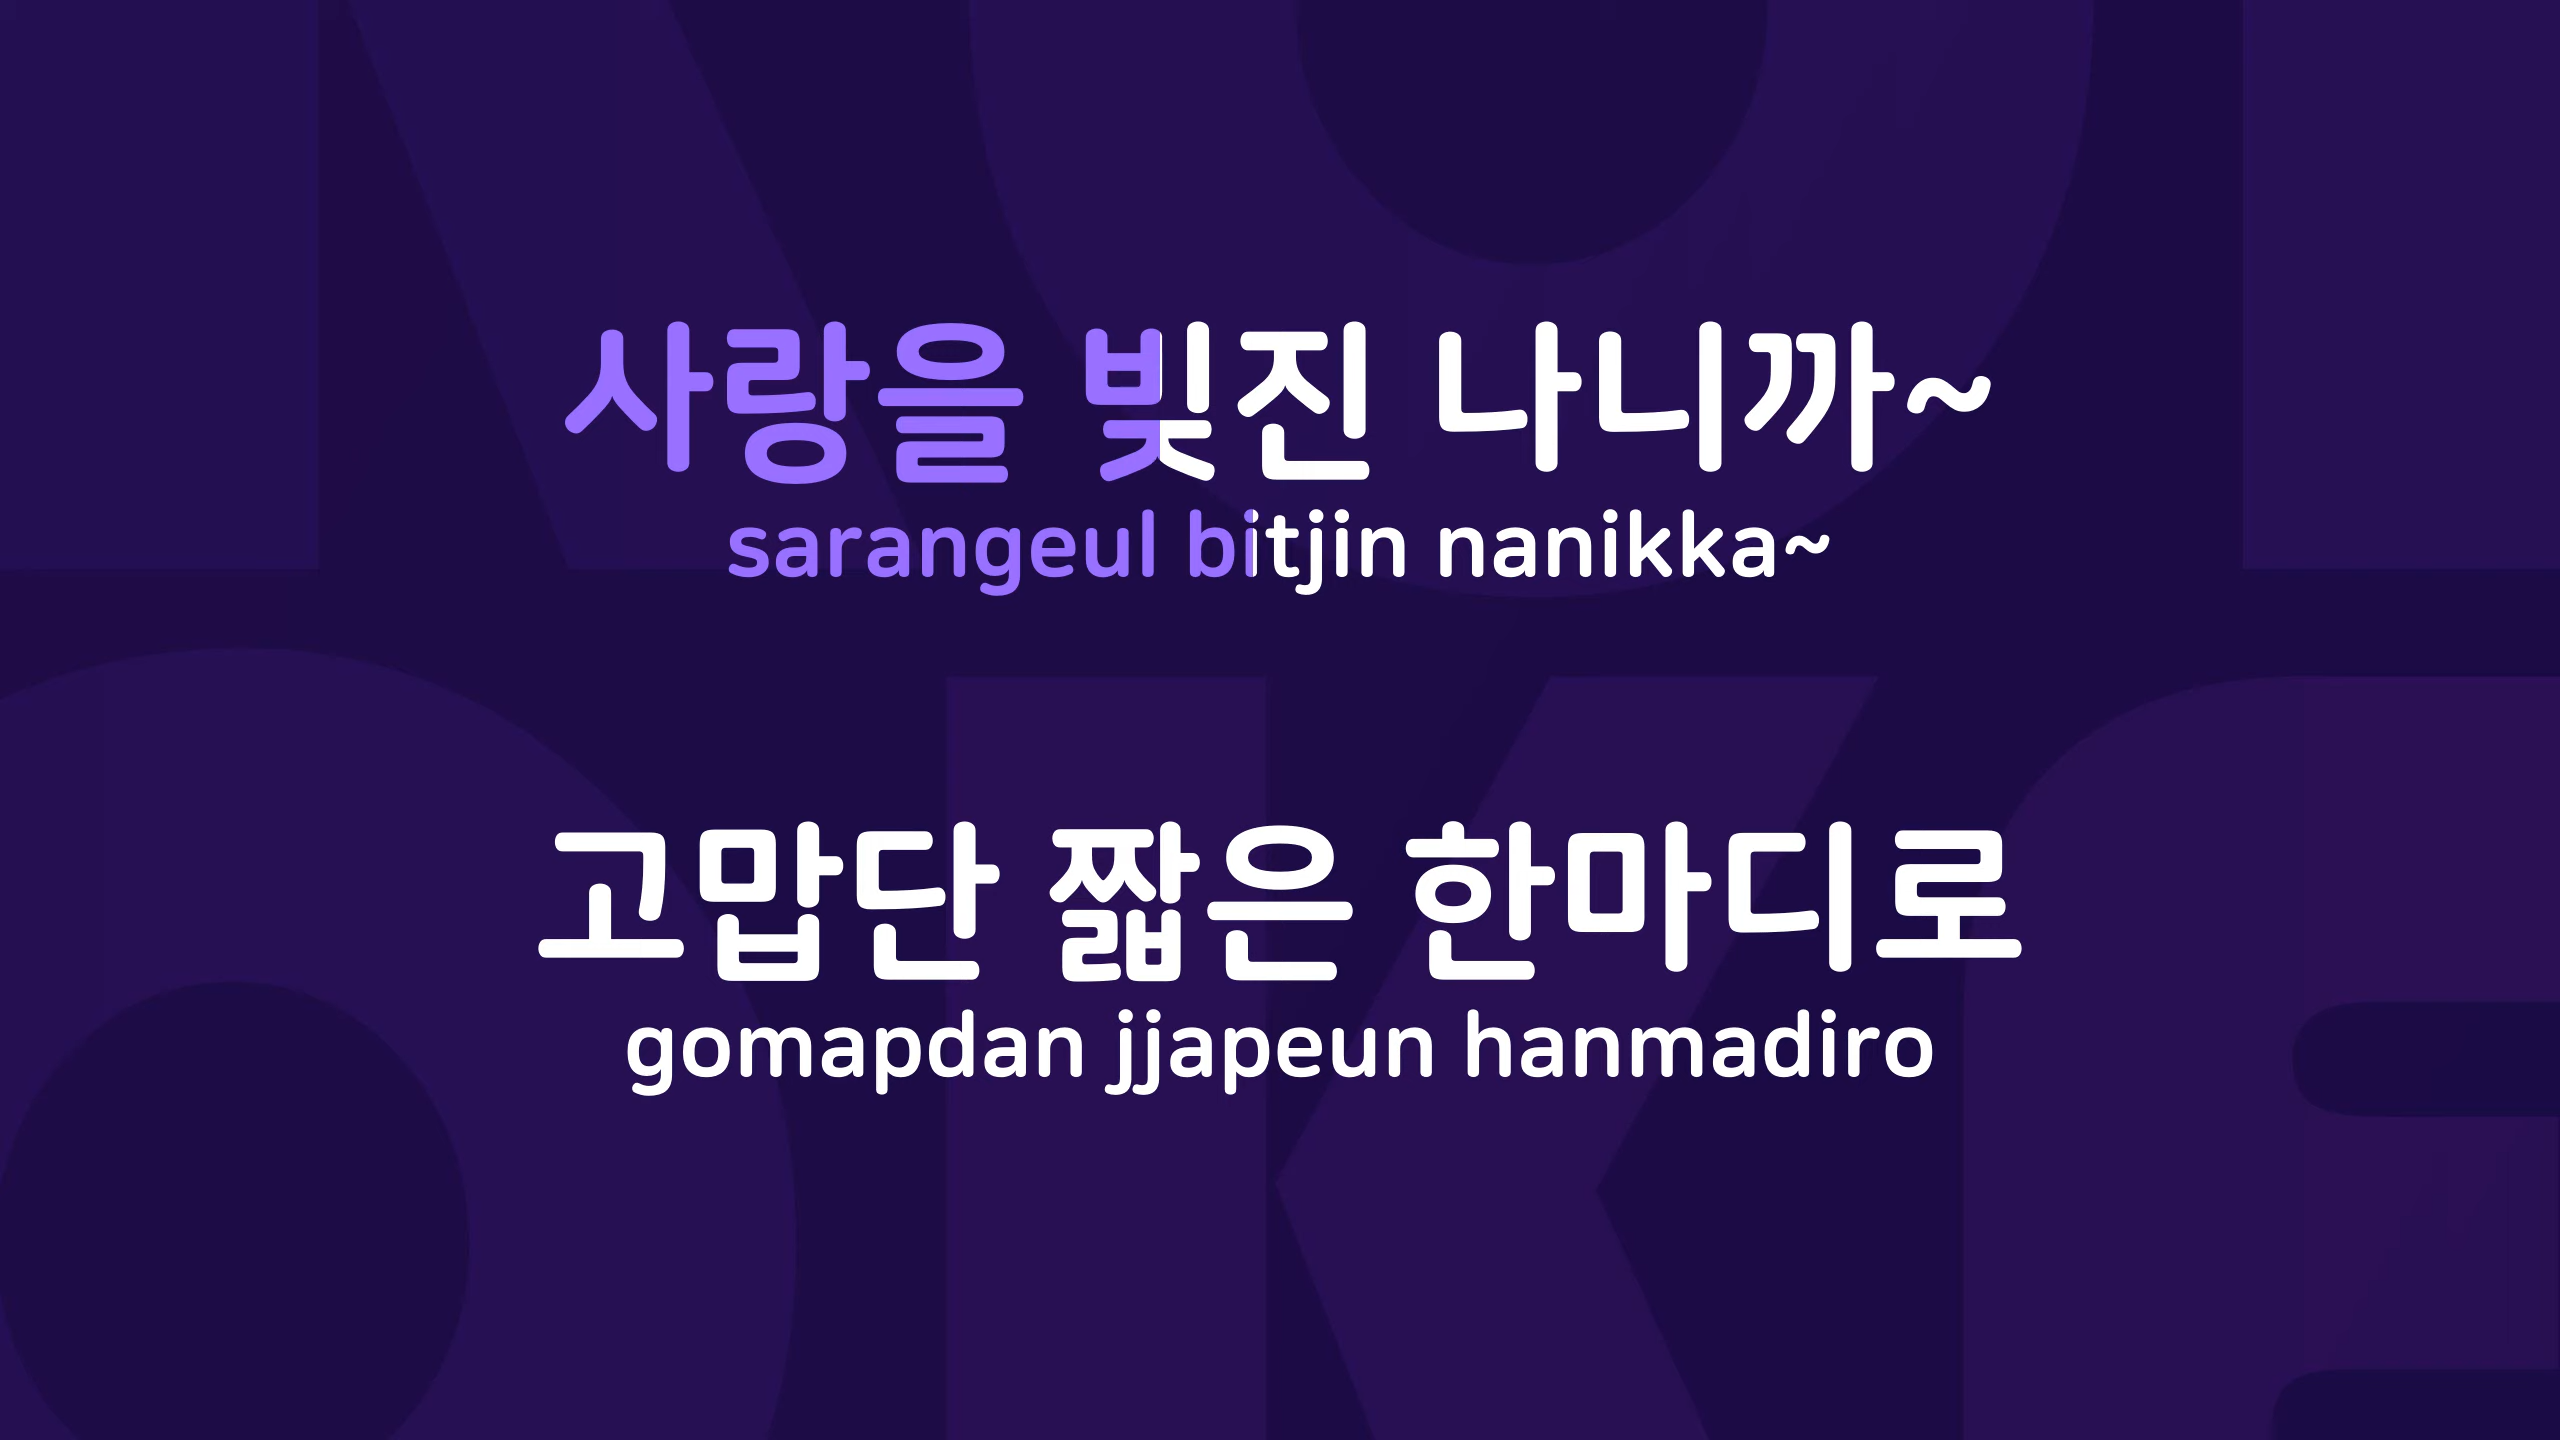 사랑을 빚진 나니까~
sarangeul bitjin nanikka~
고맙단 짧은 한마디로
gomapdan jjapeun hanmadiro